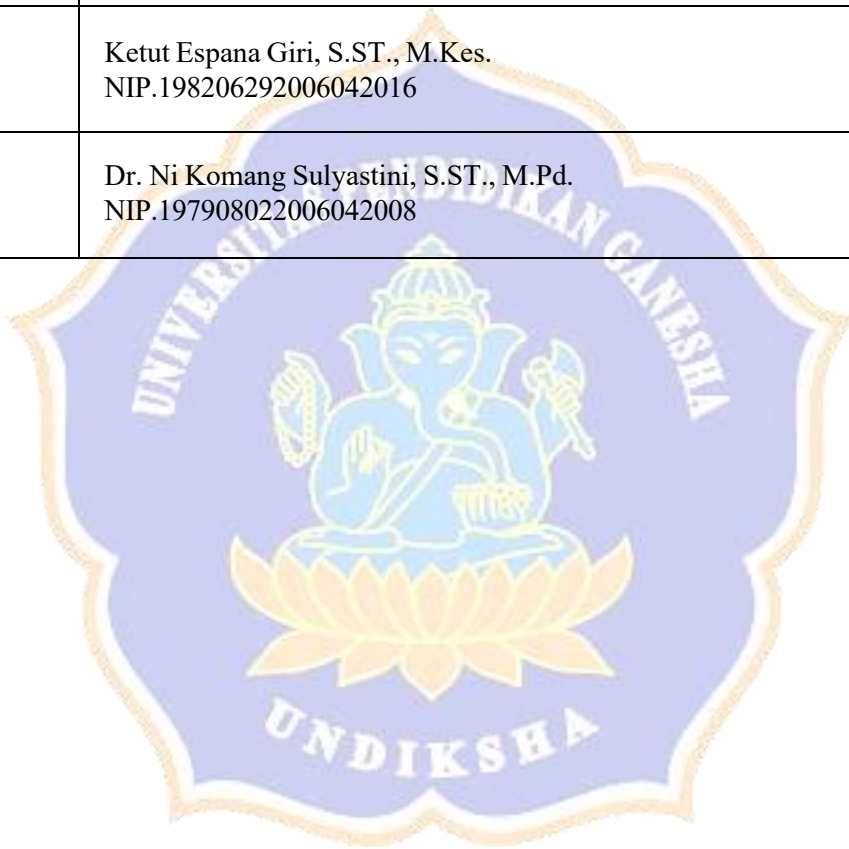 Ketut Espana Giri, S.ST., M.Kes.
NIP.198206292006042016
Dr. Ni Komang Sulyastini, S.ST., M.Pd.
NIP.197908022006042008
UNIVERSITAS PENDIDIKAN GANESHA
UNDIKSHA